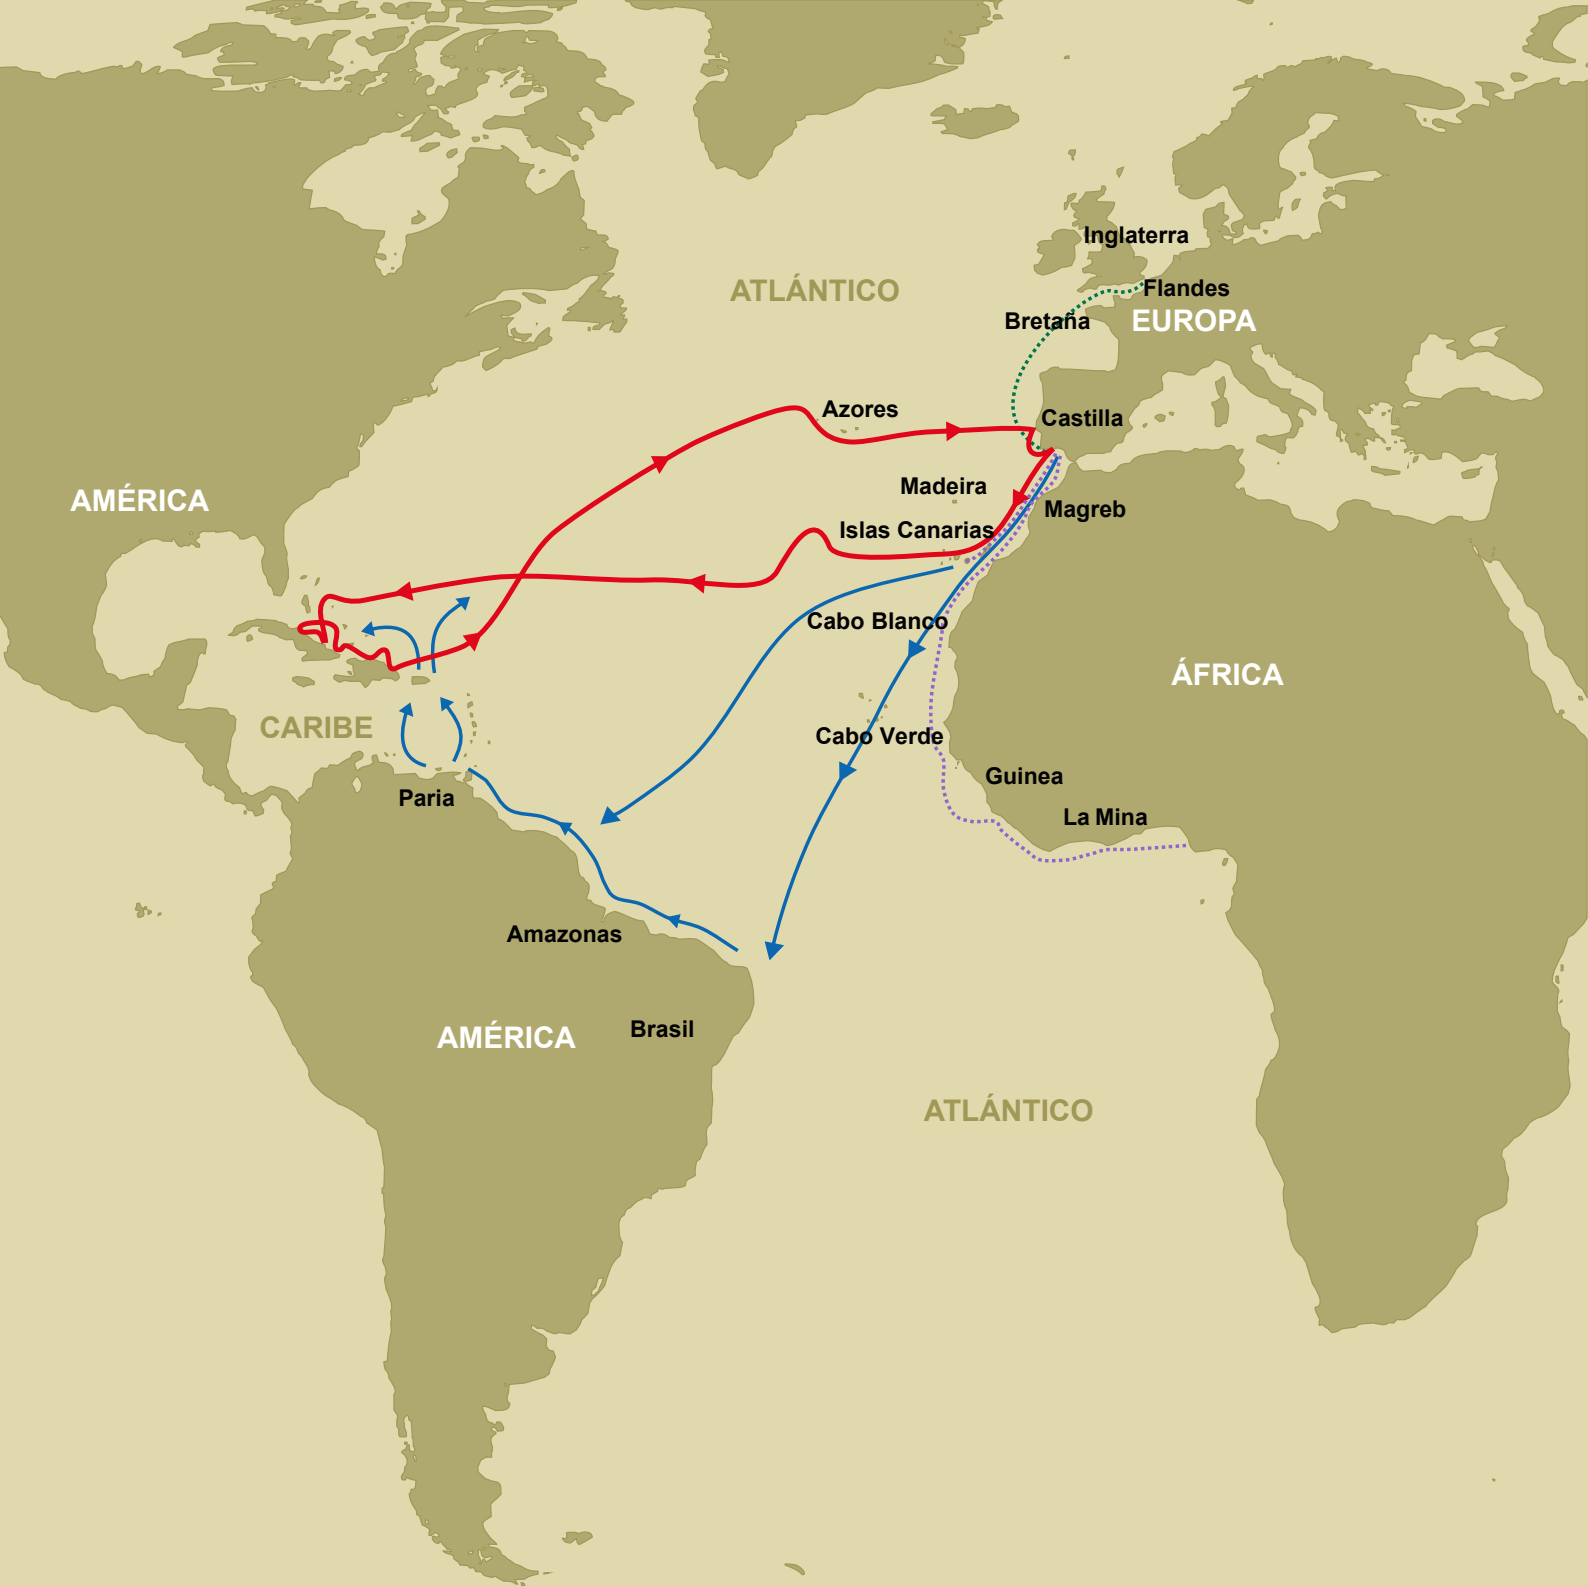 Inglaterra
Flandes
ATLÁNTICO
Bretaña
EUROPA
Azores
Castilla
Madeira
AMÉRICA
Magreb
Islas Canarias
Cabo Blanco
ÁFRICA
CARIBE
Cabo Verde
Guinea
Paria
La Mina
Amazonas
Brasil
AMÉRICA
ATLÁNTICO